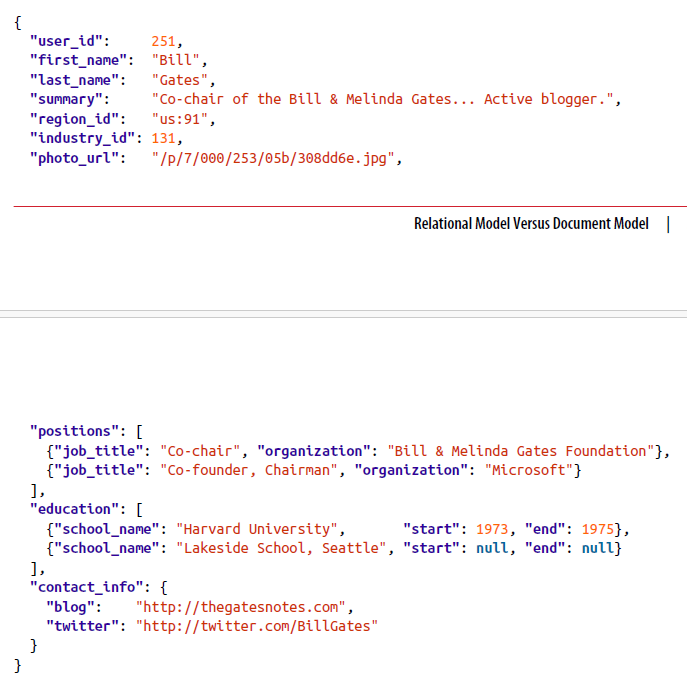 {
  "user_id":     251,
  "first_name":  "Bill",
  "last_name":   "Gates",
  "summary":     "Co-chair of the Bill & Melinda Gates... Active blogger.",
  "region_id":   "us:91",
  "industry_id": 131,
  "photo_url":   "/p/7/000/253/05b/308dd6e.jpg",
Relational Model Versus Document Model |
  "positions": [
    {"job_title": "Co-chair", "organization": "Bill & Melinda Gates Foundation"},
    {"job_title": "Co-founder, Chairman", "organization": "Microsoft"}
  ],
  "education": [
    {"school_name": "Harvard University",       "start": 1973, "end": 1975},
    {"school_name": "Lakeside School, Seattle", "start": null, "end": null}
  ],
  "contact_info": {
    "blog":    "http://thegatesnotes.com",
    "twitter": "http://twitter.com/BillGates"
  }
}